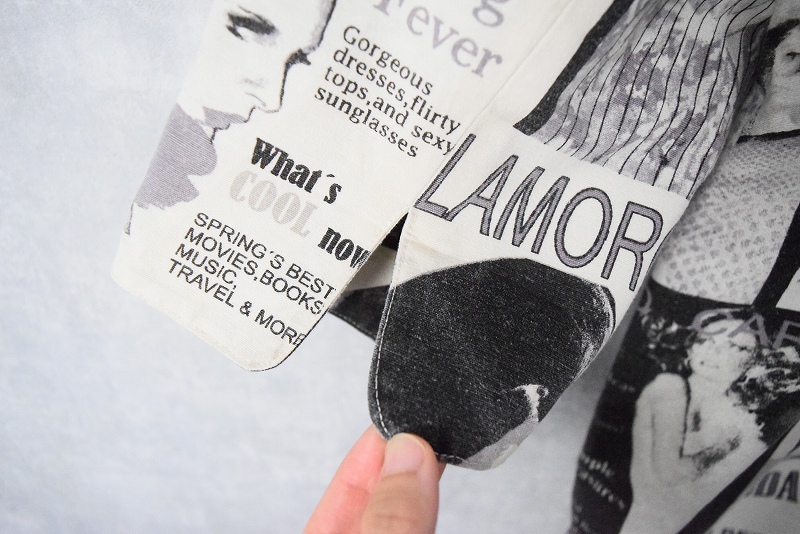 Fever
Gorgeous
dresses,flirty
tops,and sexy
sunglasses
What's
COOL now
SPRING'S BEST
MOVIES,BOOKS
MUSIC,
TRAVEL & MORE
LAMOR